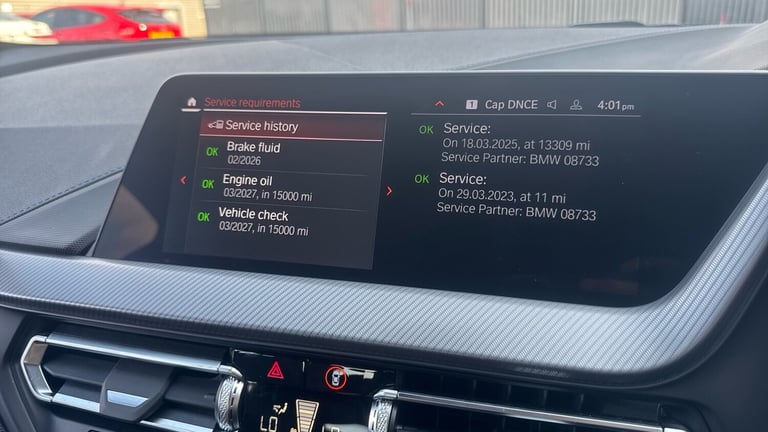 Service requirements
1 Cap DNCE 4:01pm
Service history
OK Brake fluid
02/2026
OK Engine oil
03/2027, in 15000 mi
OK Vehicle check
03/2027, in 15000 mi
OK Service:
On 18.03.2025, at 13309 mi
Service Partner: BMW 08733
OK Service:
On 29.03.2023, at 11 mi
Service Partner: BMW 08733
LO